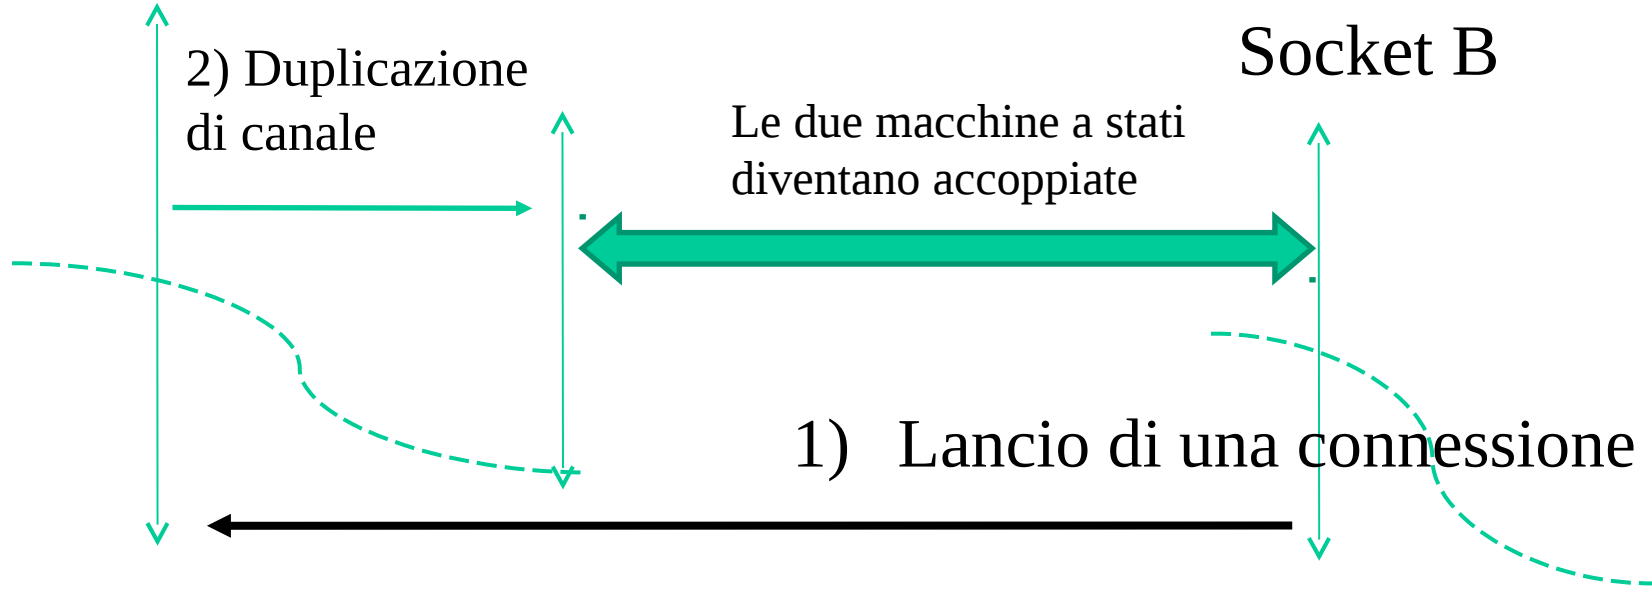 2) Duplicazione
di canale
Socket B
Le due macchine a stati
diventano accoppiate
1) Lancio di una connessione